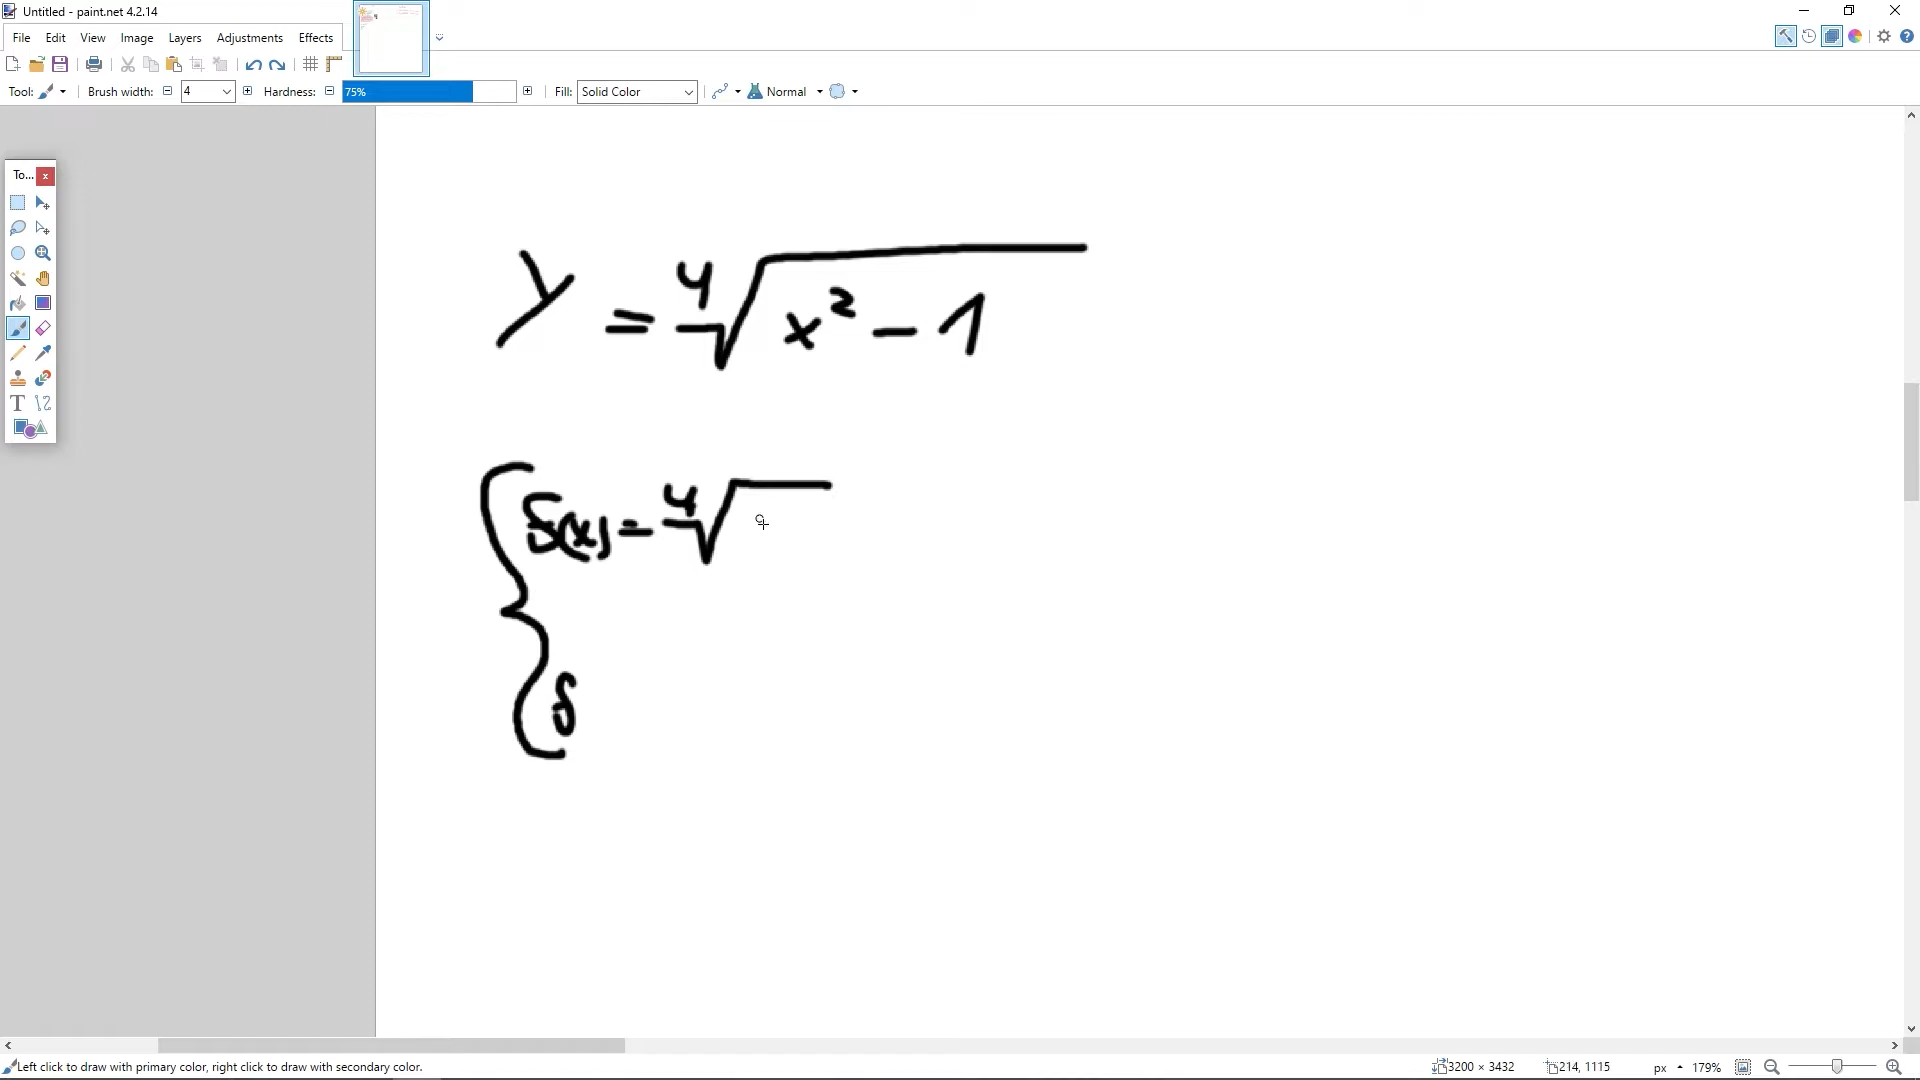 Untitled - paint.net 4.2.14
File Edit View Image Layers Adjustments Effects
Tool: Brush width: 4 Hardness: 75% Fill: Solid Color Normal
To...
y = ⁴√(x² - 1)
f(x) = ⁴√
Left click to draw with primary color, right click to draw with secondary color. 3200 × 3432 214, 1115 px 179%